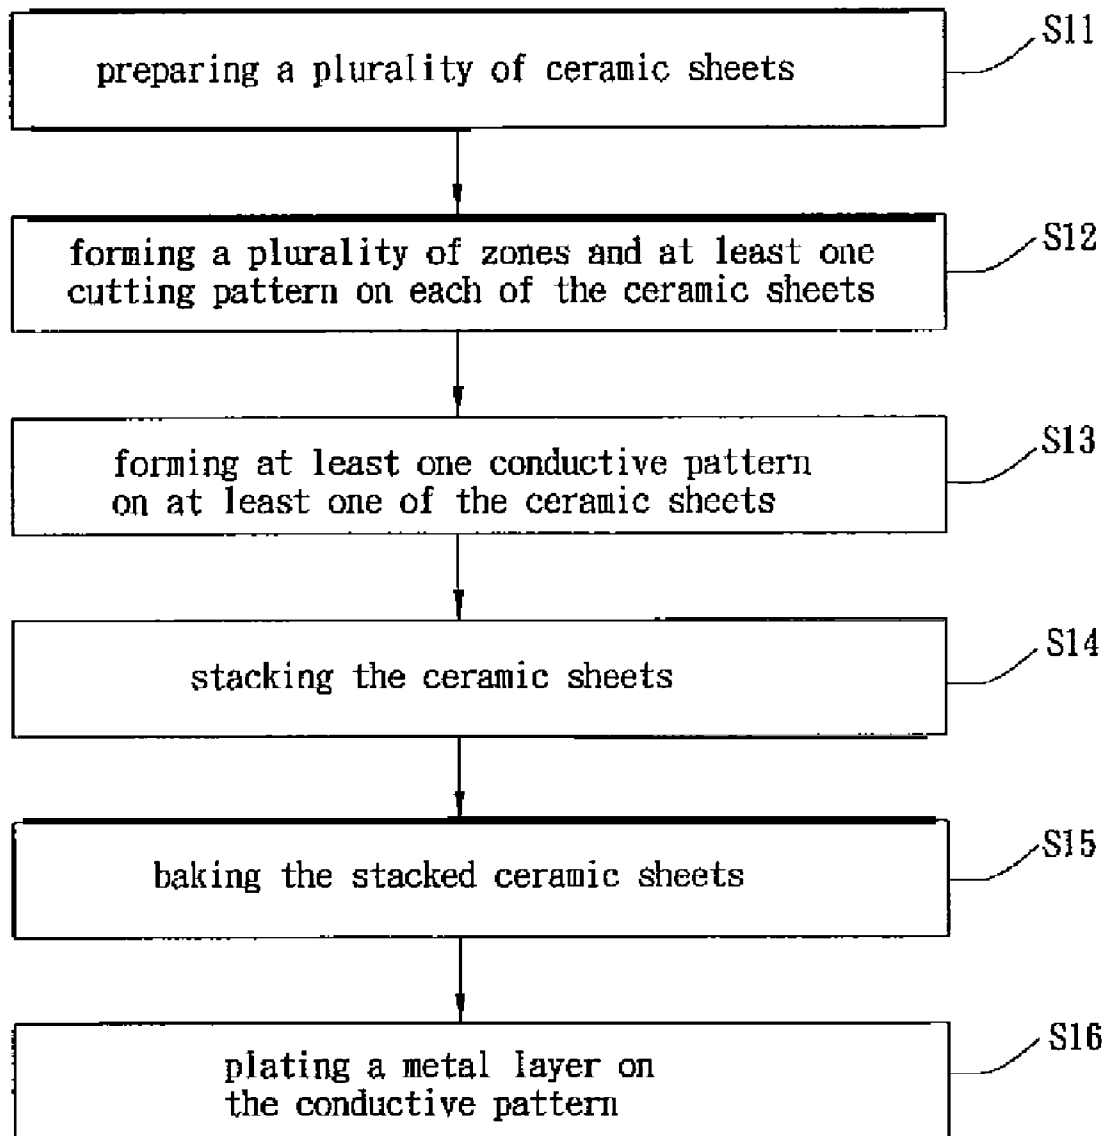 preparing a plurality of ceramic sheets
S11
forming a plurality of zones and at least one
cutting pattern on each of the ceramic sheets
S12
forming at least one conductive pattern
on at least one of the ceramic sheets
S13
stacking the ceramic sheets
S14
baking the stacked ceramic sheets
S15
plating a metal layer on
the conductive pattern
S16